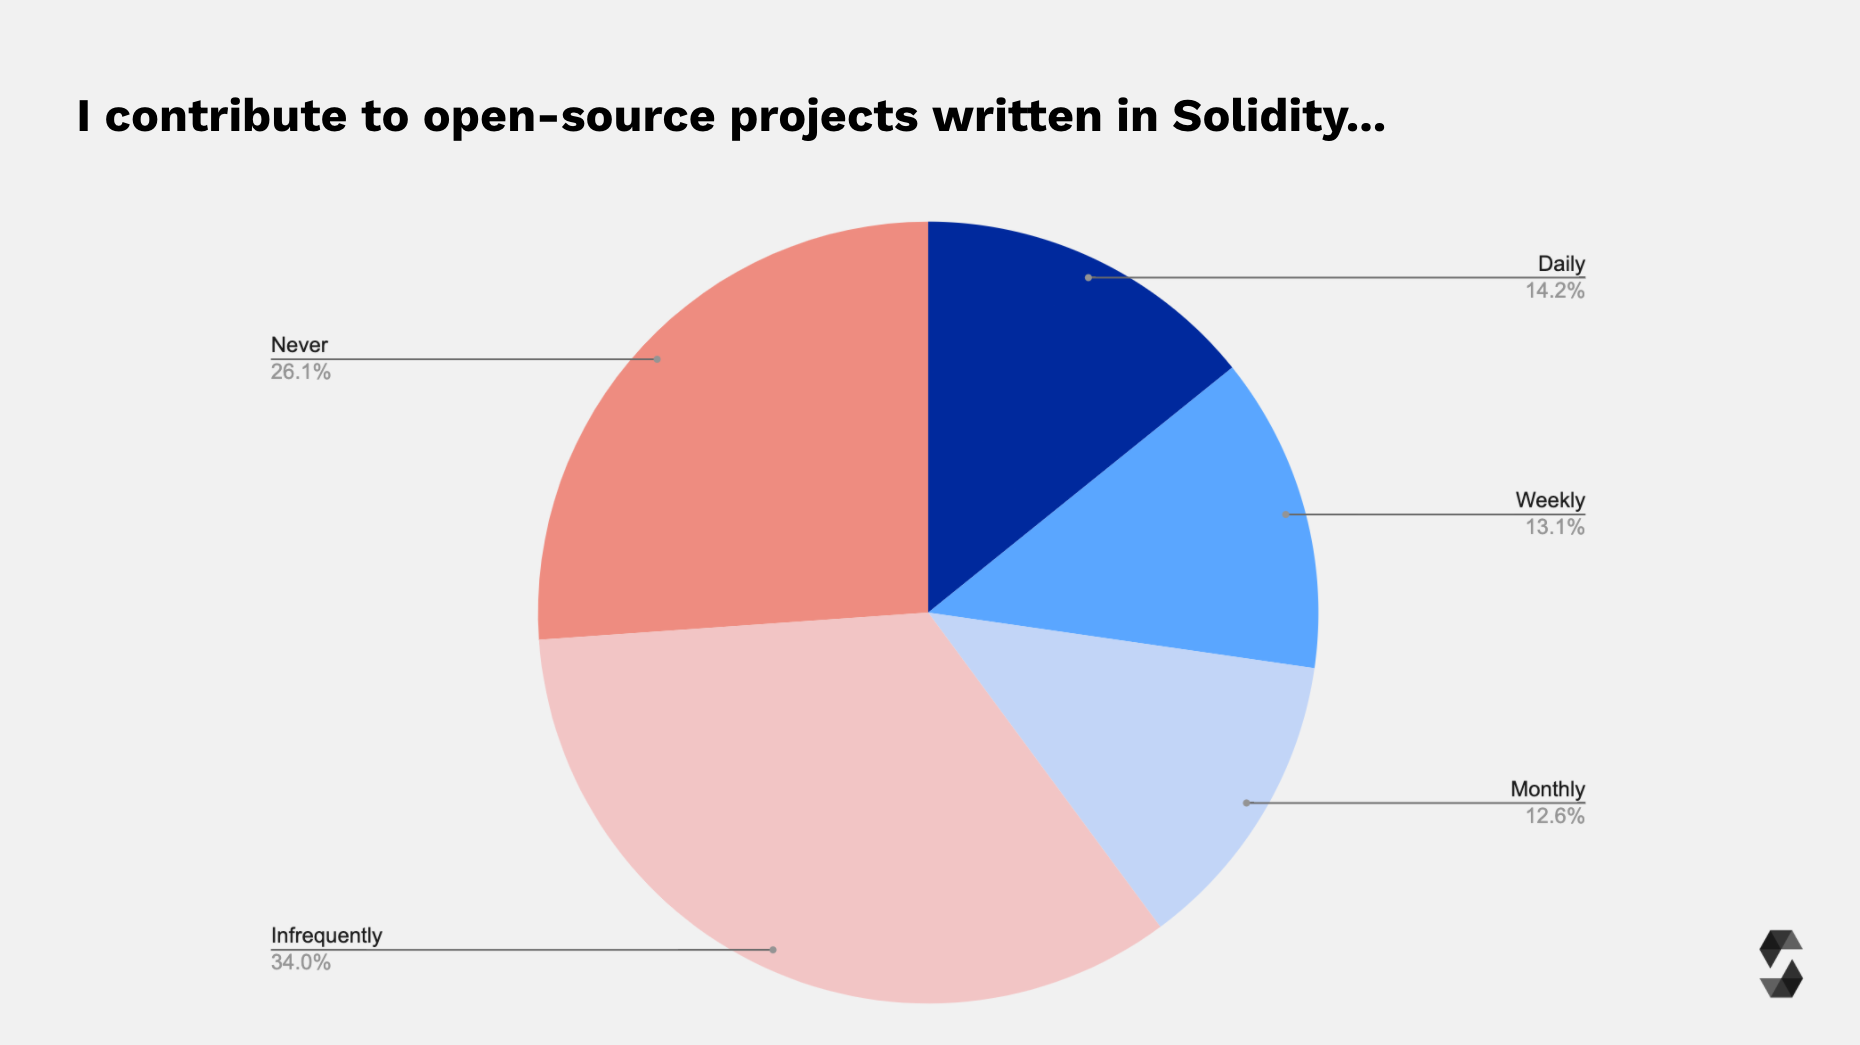 I contribute to open-source projects written in Solidity...
Daily
14.2%
Never
26.1%
Weekly
13.1%
Monthly
12.6%
Infrequently
34.0%